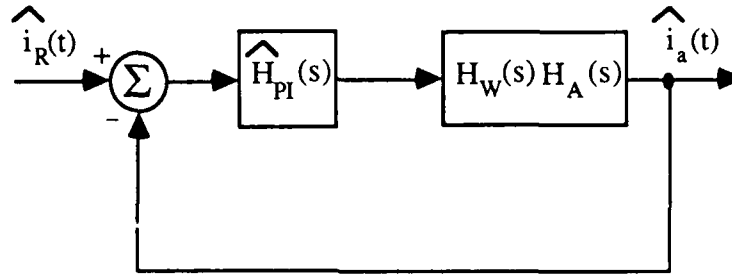 î_R(t)
î_a(t)
+
Σ
-
Ĥ_PI(s)
H_W(s) H_A(s)